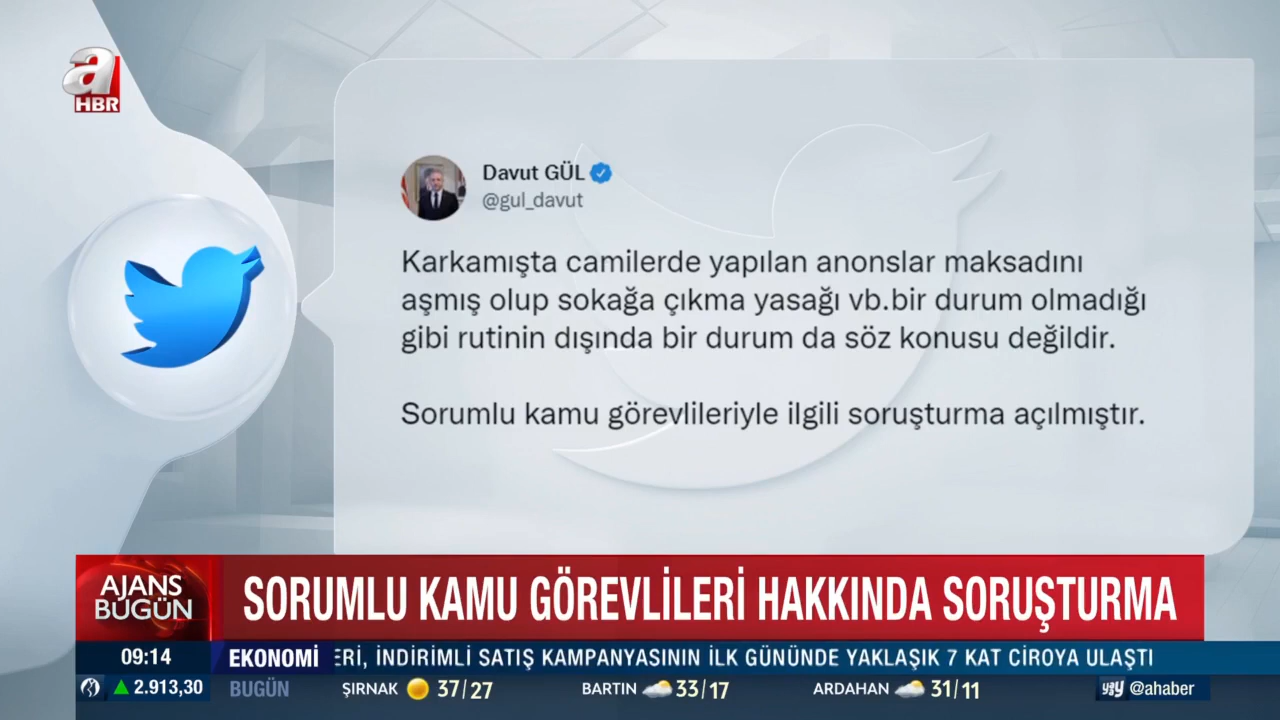 a
HBR
Davut GÜL
@gul_davut
Karkamışta camilerde yapılan anonslar maksadını
aşmış olup sokağa çıkma yasağı vb.bir durum olmadığı
gibi rutinin dışında bir durum da söz konusu değildir.
Sorumlu kamu görevlileriyle ilgili soruşturma açılmıştır.
AJANS
BUGÜN
SORUMLU KAMU GÖREVLİLERİ HAKKINDA SORUŞTURMA
09:14
EKONOMİ
ERİ, İNDİRİMLİ SATIŞ KAMPANYASININ İLK GÜNÜNDE YAKLAŞIK 7 KAT CİROYA ULAŞTI
2.913,30
BUGÜN
ŞIRNAK 37/27
BARTIN 33/17
ARDAHAN 31/11
@ahaber